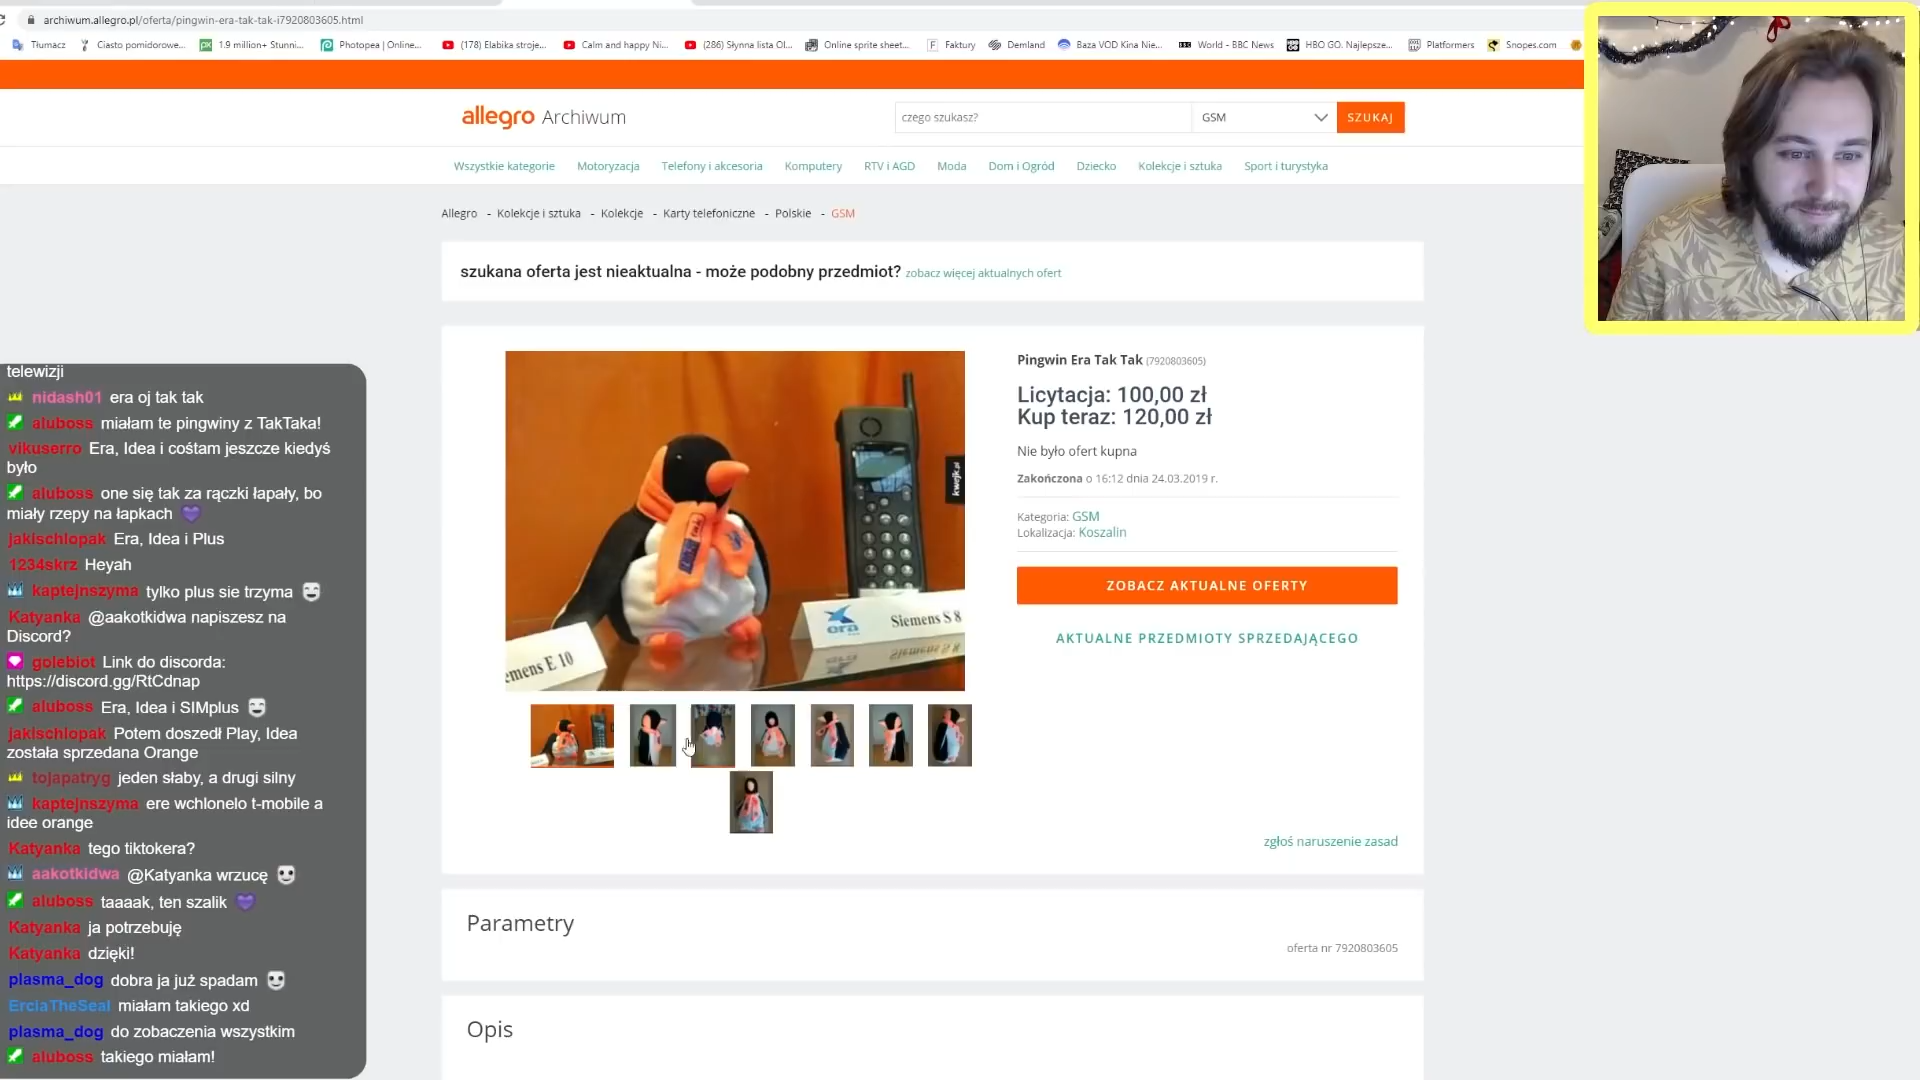 archiwum.allegro.pl/oferta/pingwin-era-tak-tak-i7920803605.html
Tłumacz
Ciasto pomidorowe...
1.9 million+ Stunni...
Photopea | Online...
(178) Elabika stroje...
Calm and happy Ni...
(286) Słynna lista Ol...
Online sprite sheet...
Faktury
Demland
Baza VOD Kina Nie...
World - BBC News
HBO GO. Najlepsze...
Platformers
Snopes.com
allegro Archiwum
czego szukasz?
GSM
SZUKAJ
Wszystkie kategorie
Motoryzacja
Telefony i akcesoria
Komputery
RTV i AGD
Moda
Dom i Ogród
Dziecko
Kolekcje i sztuka
Sport i turystyka
Allegro - Kolekcje i sztuka - Kolekcje - Karty telefoniczne - Polskie - GSM
szukana oferta jest nieaktualna - może podobny przedmiot? zobacz więcej aktualnych ofert
kwejk.pl
era
Siemens S 8
emens E 10
Pingwin Era Tak Tak (7920803605)
Licytacja: 100,00 zł
Kup teraz: 120,00 zł
Nie było ofert kupna
Zakończona o 16:12 dnia 24.03.2019 r.
Kategoria: GSM
Lokalizacja: Koszalin
ZOBACZ AKTUALNE OFERTY
AKTUALNE PRZEDMIOTY SPRZEDAJĄCEGO
zgłoś naruszenie zasad
Parametry
oferta nr 7920803605
Opis
telewizji
nidash01 era oj tak tak
aluboss miałam te pingwiny z TakTaka!
vikuserro Era, Idea i cośtam jeszcze kiedyś
było
aluboss one się tak za rączki łapały, bo
miały rzepy na łapkach
jakischlopak Era, Idea i Plus
1234skrz Heyah
kaptejnszyma tylko plus sie trzyma
Katyanka @aakotkidwa napiszesz na
Discord?
golebiot Link do discorda:
https://discord.gg/RtCdnap
aluboss Era, Idea i SIMplus
jakischlopak Potem doszedł Play, Idea
została sprzedana Orange
tojapatryg jeden słaby, a drugi silny
kaptejnszyma ere wchlonelo t-mobile a
idee orange
Katyanka tego tiktokera?
aakotkidwa @Katyanka wrzucę
aluboss taaaak, ten szalik
Katyanka ja potrzebuję
Katyanka dzięki!
plasma_dog dobra ja już spadam
ErciaTheSeal miałam takiego xd
plasma_dog do zobaczenia wszystkim
aluboss takiego miałam!